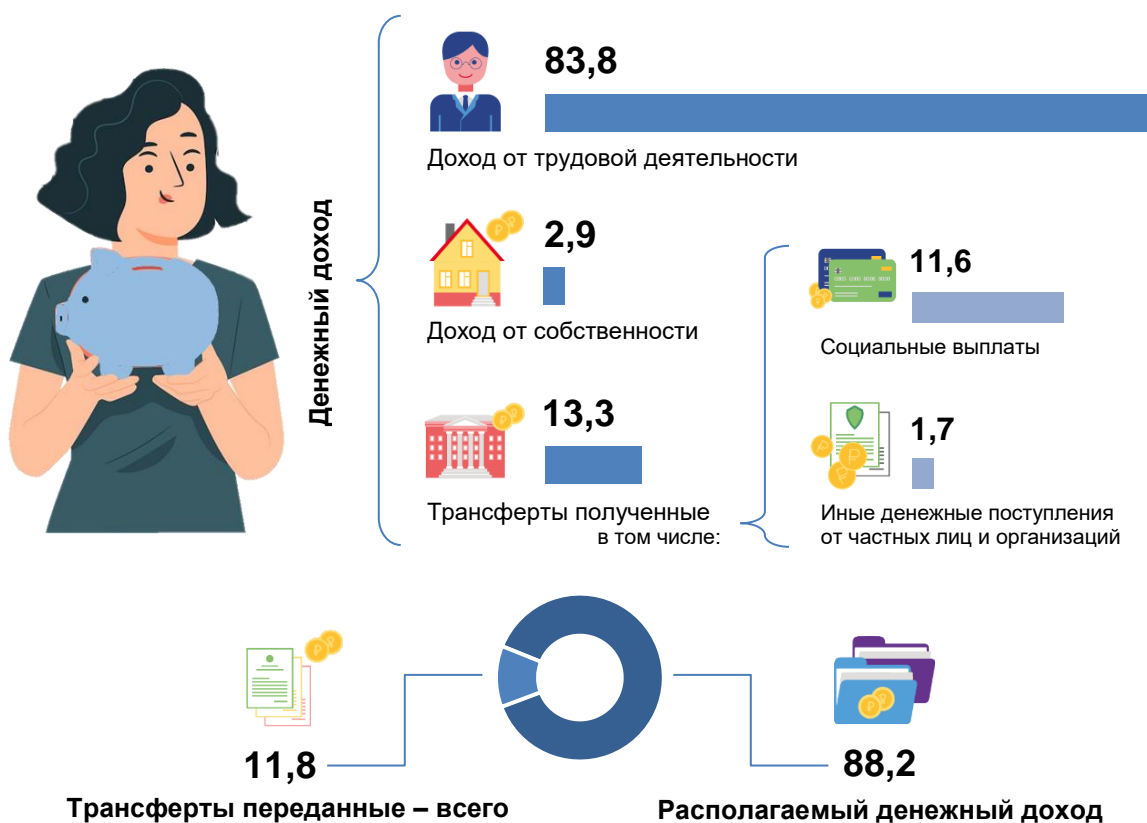 Денежный доход
83,8
Доход от трудовой деятельности
2,9
Доход от собственности
13,3
Трансферты полученные
в том числе:
11,6
Социальные выплаты
1,7
Иные денежные поступления
от частных лиц и организаций
11,8
Трансферты переданные – всего
88,2
Располагаемый денежный доход